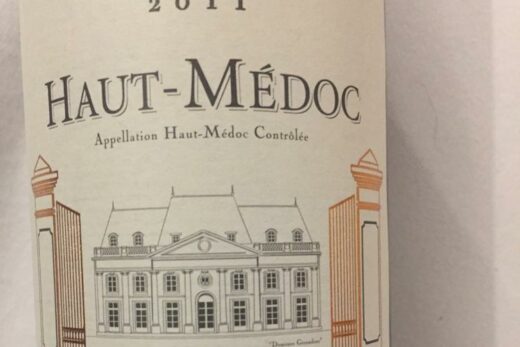 2011
HAUT-MÉDOC
Appellation Haut-Médoc Contrôlée